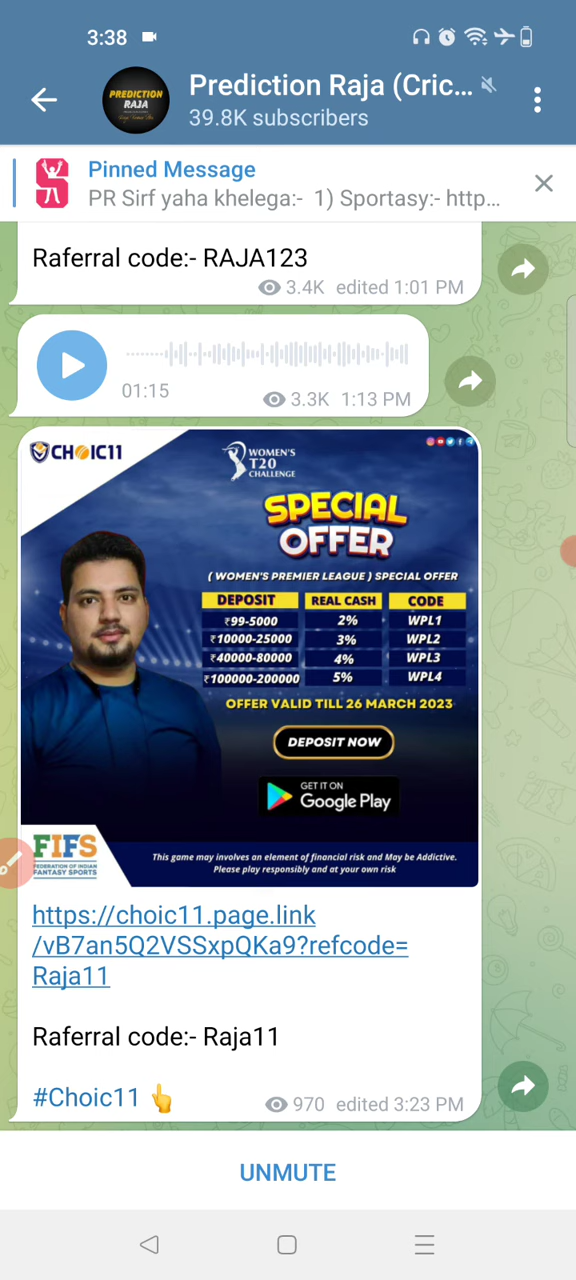 3:38
Prediction Raja (Cric...
39.8K subscribers
PREDICTION
RAJA
Pinned Message
PR Sirf yaha khelega:- 1) Sportasy:- http...
Raferral code:- RAJA123
3.4K edited 1:01 PM
01:15
3.3K 1:13 PM
CHOIC11
WOMEN'S
T20
CHALLENGE
SPECIAL
OFFER
( WOMEN'S PREMIER LEAGUE ) SPECIAL OFFER
DEPOSIT REAL CASH CODE
₹99-5000 2% WPL1
₹10000-25000 3% WPL2
₹40000-80000 4% WPL3
₹100000-200000 5% WPL4
OFFER VALID TILL 26 MARCH 2023
DEPOSIT NOW
GET IT ON
Google Play
FIFS
FEDERATION OF INDIAN
FANTASY SPORTS
This game may involves an element of financial risk and May be Addictive.
Please play responsibly and at your own risk
https://choic11.page.link
/vB7an5Q2VSSxpQKa9?refcode=
Raja11
Raferral code:- Raja11
#Choic11
970 edited 3:23 PM
UNMUTE